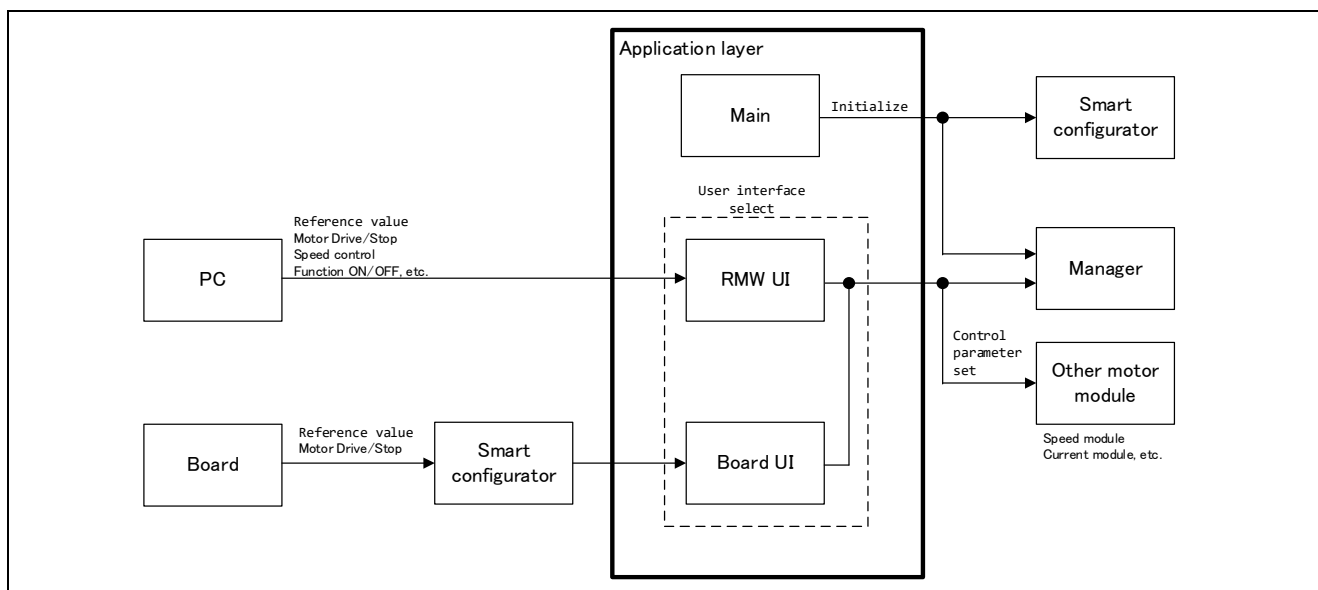 Application layer
Main
Initialize
Smart
configurator
User interface
select
Reference value
Motor Drive/Stop
Speed control
Function ON/OFF, etc.
PC
RMW UI
Manager
Control
parameter
set
Other motor
module
Speed module
Current module, etc.
Board
Reference value
Motor Drive/Stop
Smart
configurator
Board UI